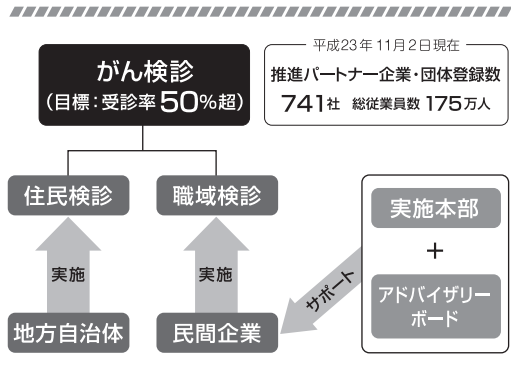 がん検診
(目標：受診率50%超)
平成23年11月2日現在
推進パートナー企業・団体登録数
741社 総従業員数175万人
住民検診
職域検診
実施本部
+
アドバイザリー
ボード
実施
実施
サポート
地方自治体
民間企業